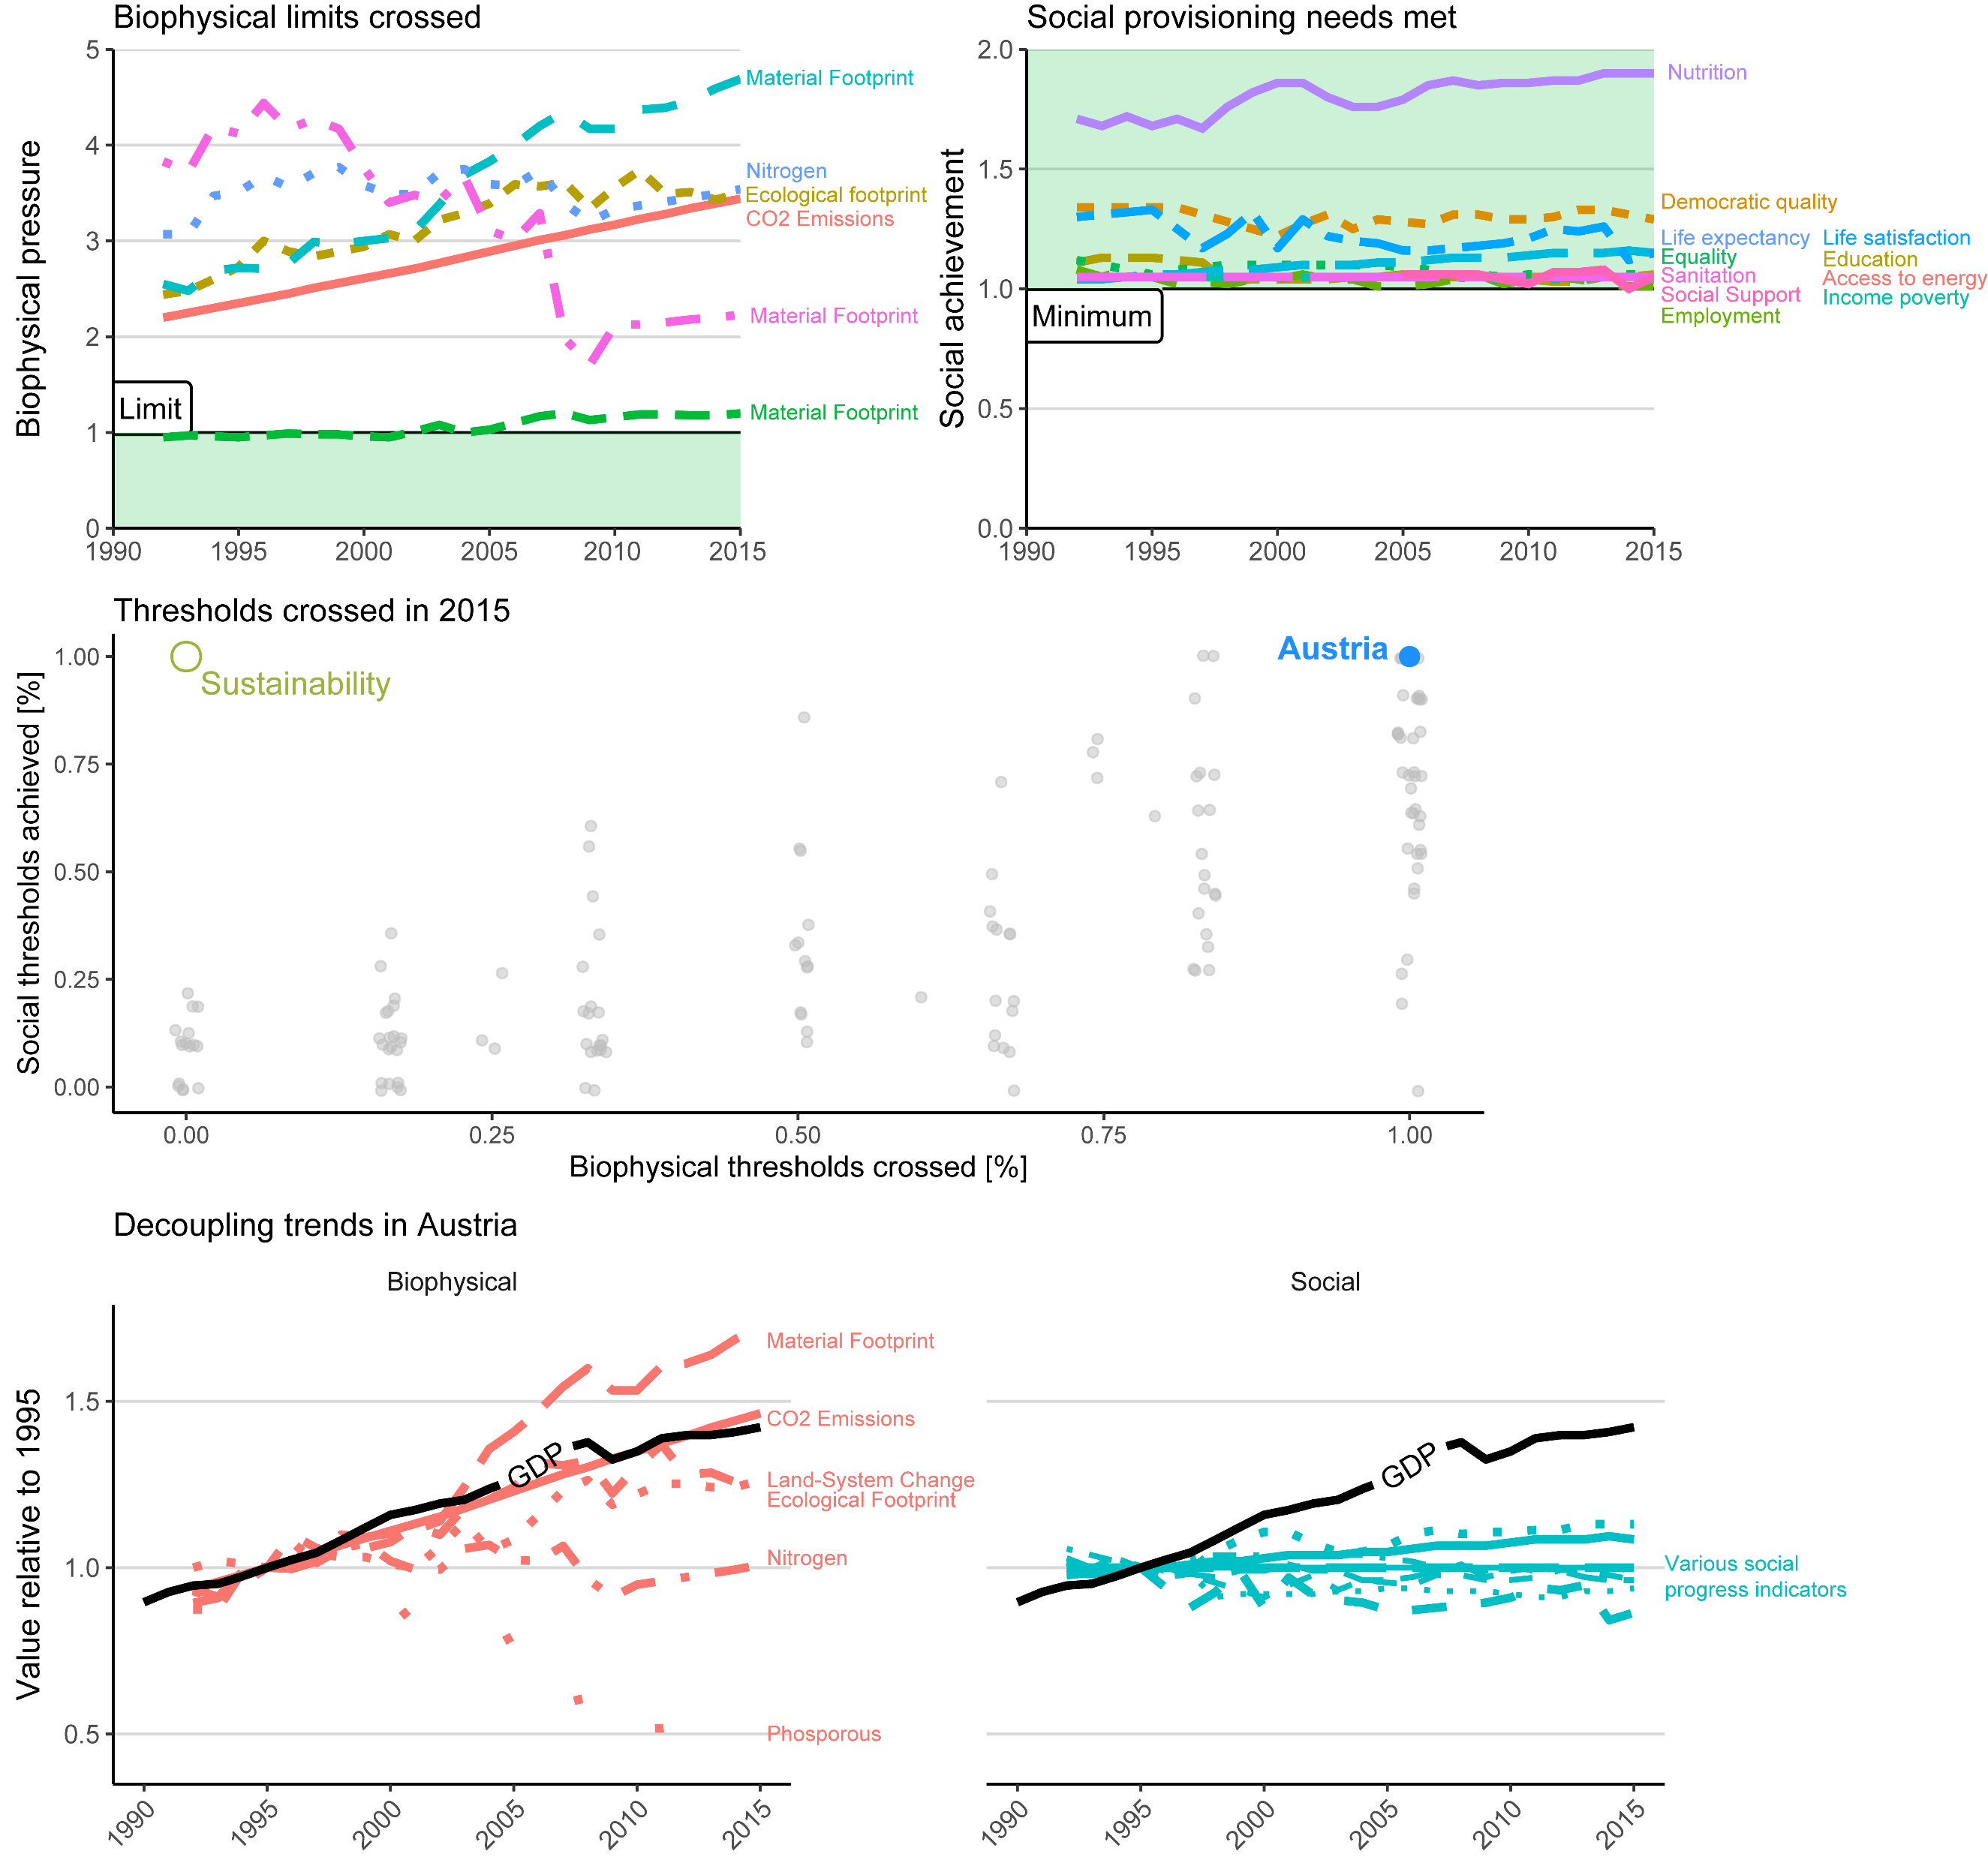 Biophysical limits crossed
Biophysical pressure
5
4
3
2
1
0
Limit
Material Footprint
Nitrogen
Ecological footprint
CO2 Emissions
Material Footprint
Material Footprint
1990 1995 2000 2005 2010 2015
Social provisioning needs met
Social achievement
2.0
1.5
1.0
0.5
0.0
Minimum
Nutrition
Democratic quality
Life expectancy Life satisfaction
Equality Education
Sanitation Access to energy
Social Support Income poverty
Employment
1990 1995 2000 2005 2010 2015
Thresholds crossed in 2015
Social thresholds achieved [%]
1.00
0.75
0.50
0.25
0.00
Sustainability
Austria
0.00 0.25 0.50 0.75 1.00
Biophysical thresholds crossed [%]
Decoupling trends in Austria
Value relative to 1995
Biophysical
1.5
1.0
0.5
GDP
Material Footprint
CO2 Emissions
Land-System Change
Ecological Footprint
Nitrogen
Phosporous
1990 1995 2000 2005 2010 2015
Social
GDP
Various social
progress indicators
1990 1995 2000 2005 2010 2015